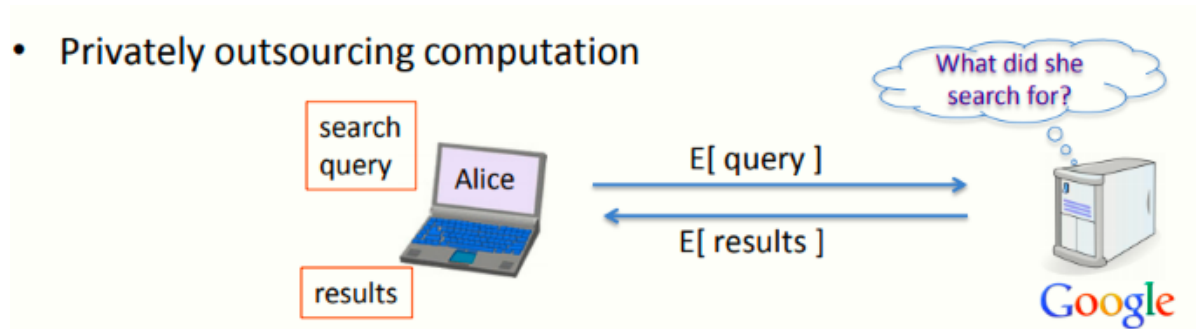 • Privately outsourcing computation
What did she
search for?
search
query
Alice
E[ query ]
E[ results ]
results
Google